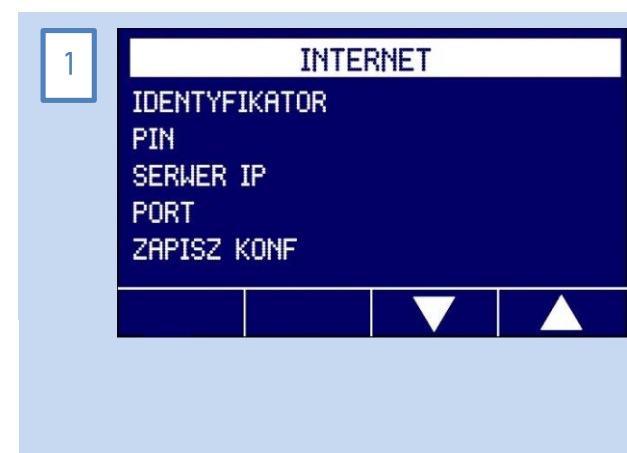 1
INTERNET
IDENTYFIKATOR
PIN
SERWER IP
PORT
ZAPISZ KONF